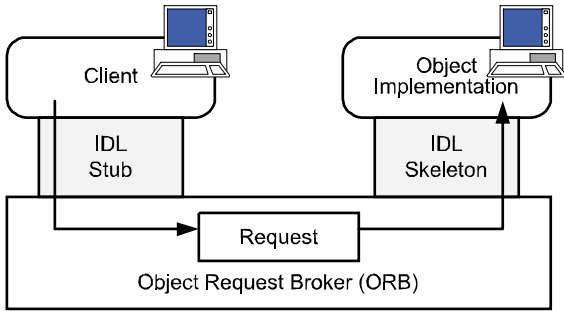 Client
Object
Implementation
IDL
Stub
IDL
Skeleton
Request
Object Request Broker (ORB)